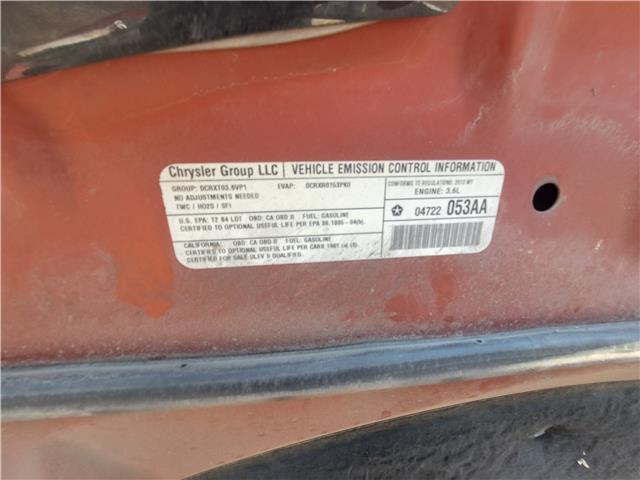 Chrysler Group LLC VEHICLE EMISSION CONTROL INFORMATION
GROUP: DCRXT03.6VP1 EVAP: DCRXR0153PK0
NO ADJUSTMENTS NEEDED
TWC / HO2S / SFI
CONFORMS TO REGULATIONS: 2013 MY
ENGINE: 3.6L
04722 053AA
U.S. EPA: T2 B4 LDT OBD: CA OBD II FUEL: GASOLINE
CERTIFIED TO OPTIONAL USEFUL LIFE PER EPA 86.1805 - 04(b).
CALIFORNIA: OBD: CA OBD II FUEL: GASOLINE
CERTIFIED TO OPTIONAL USEFUL LIFE PER CARB 1961 (a).(8).
CERTIFIED FOR SALE ULEV II QUALIFIED.